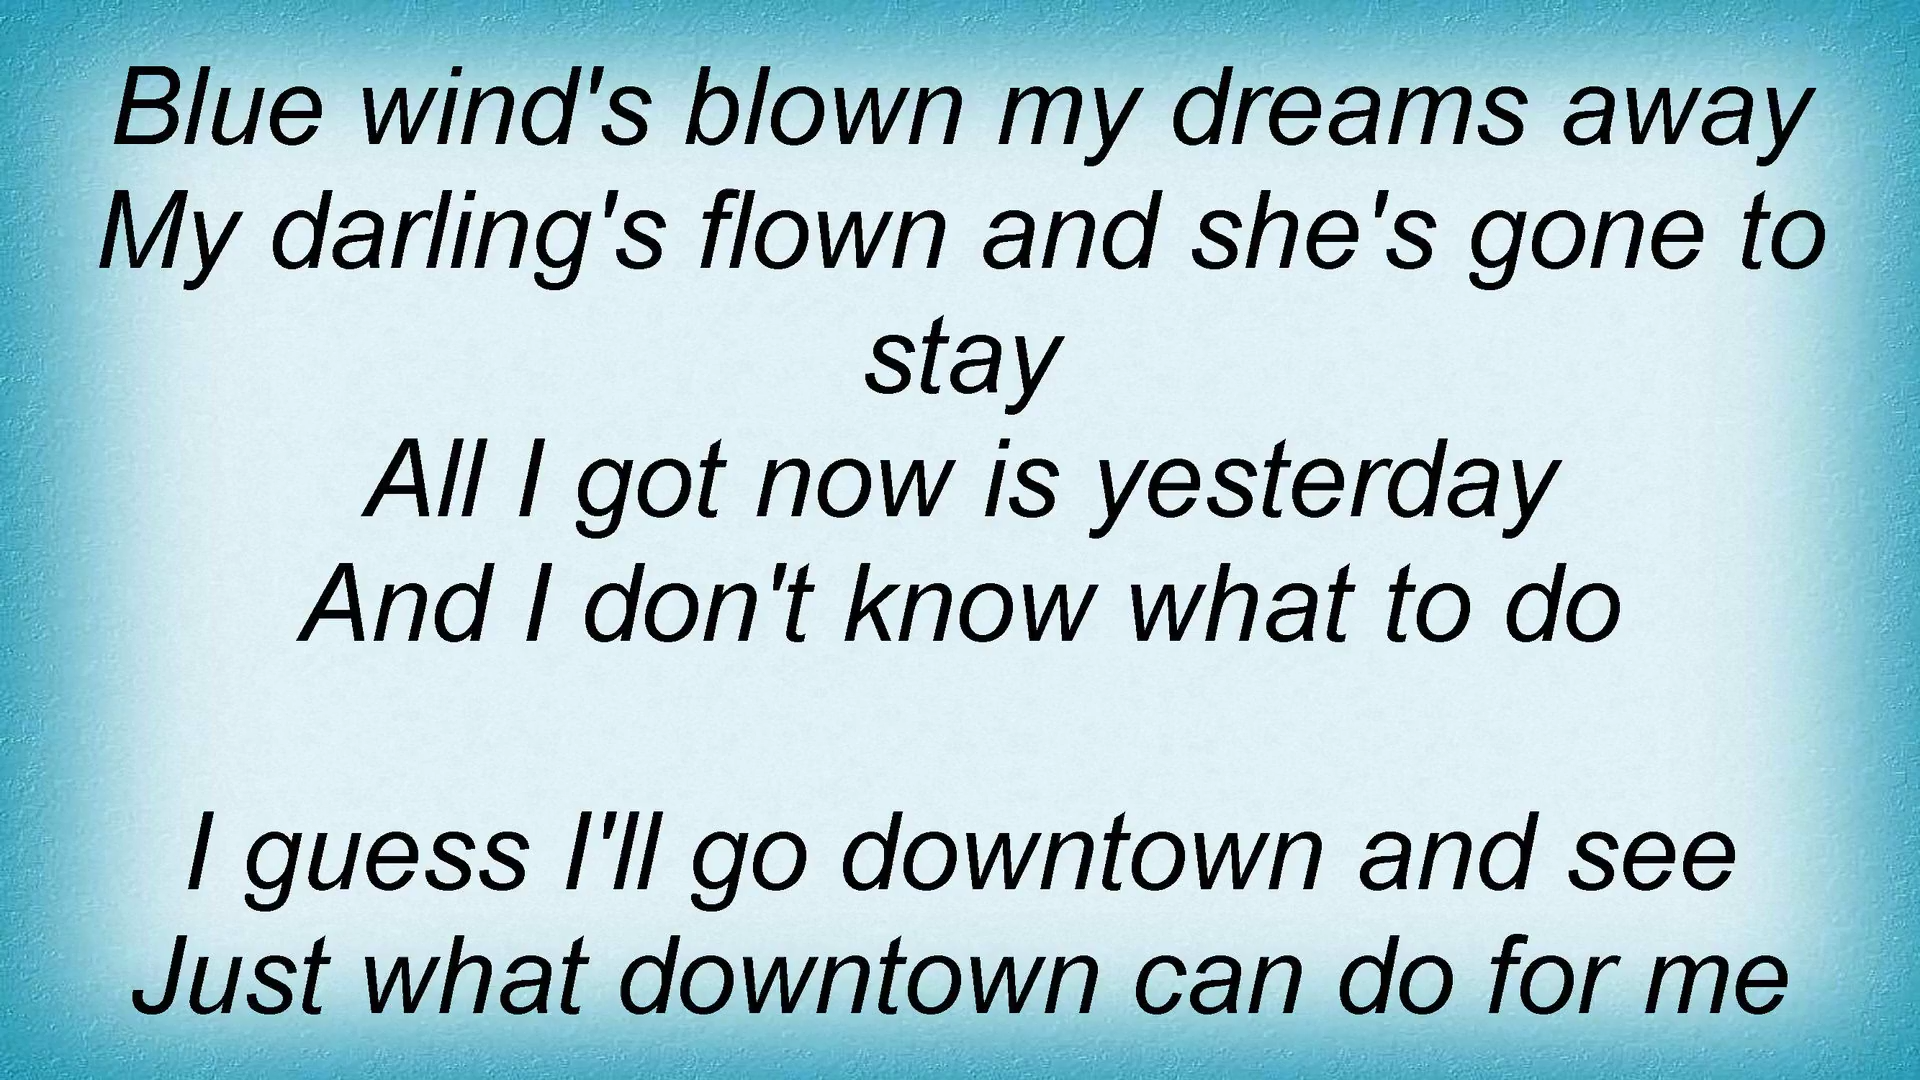 Blue wind's blown my dreams away
My darling's flown and she's gone to
stay
All I got now is yesterday
And I don't know what to do
I guess I'll go downtown and see
Just what downtown can do for me